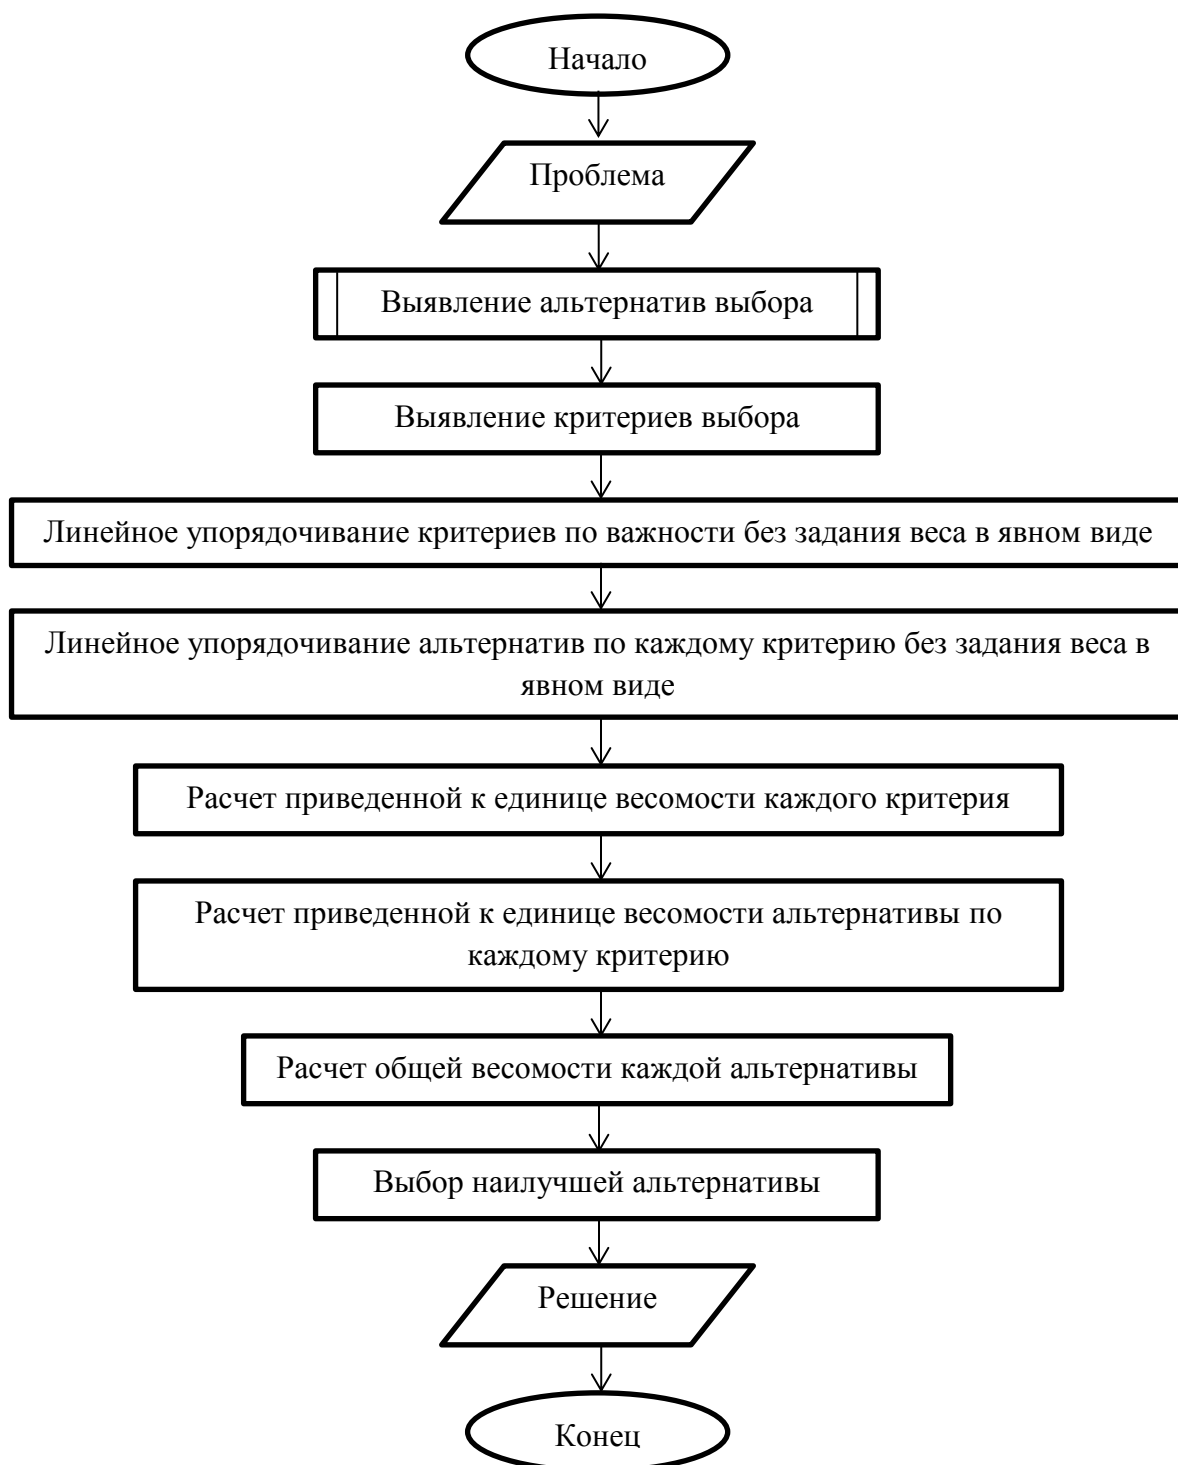 Начало
Проблема
Выявление альтернатив выбора
Выявление критериев выбора
Линейное упорядочивание критериев по важности без задания веса в явном виде
Линейное упорядочивание альтернатив по каждому критерию без задания веса в
явном виде
Расчет приведенной к единице весомости каждого критерия
Расчет приведенной к единице весомости альтернативы по
каждому критерию
Расчет общей весомости каждой альтернативы
Выбор наилучшей альтернативы
Решение
Конец